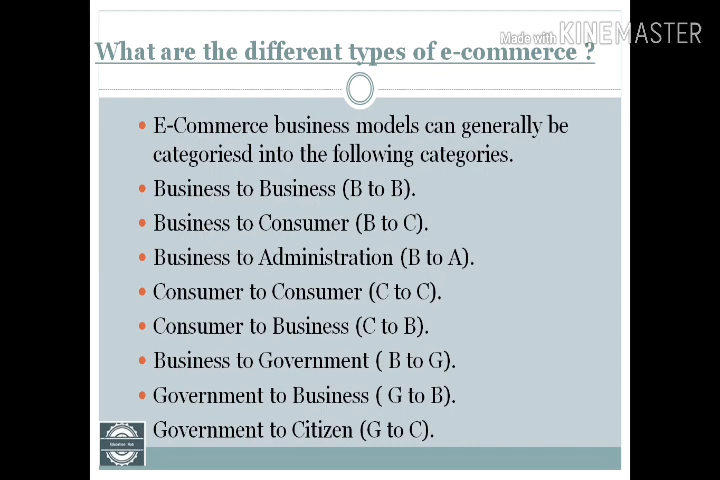 Made with KINEMASTER
What are the different types of e-commerce ?
• E-Commerce business models can generally be
categoriesd into the following categories.
• Business to Business (B to B).
• Business to Consumer (B to C).
• Business to Administration (B to A).
• Consumer to Consumer (C to C).
• Consumer to Business (C to B).
• Business to Government ( B to G).
• Government to Business ( G to B).
Government to Citizen (G to C).
Education Hub